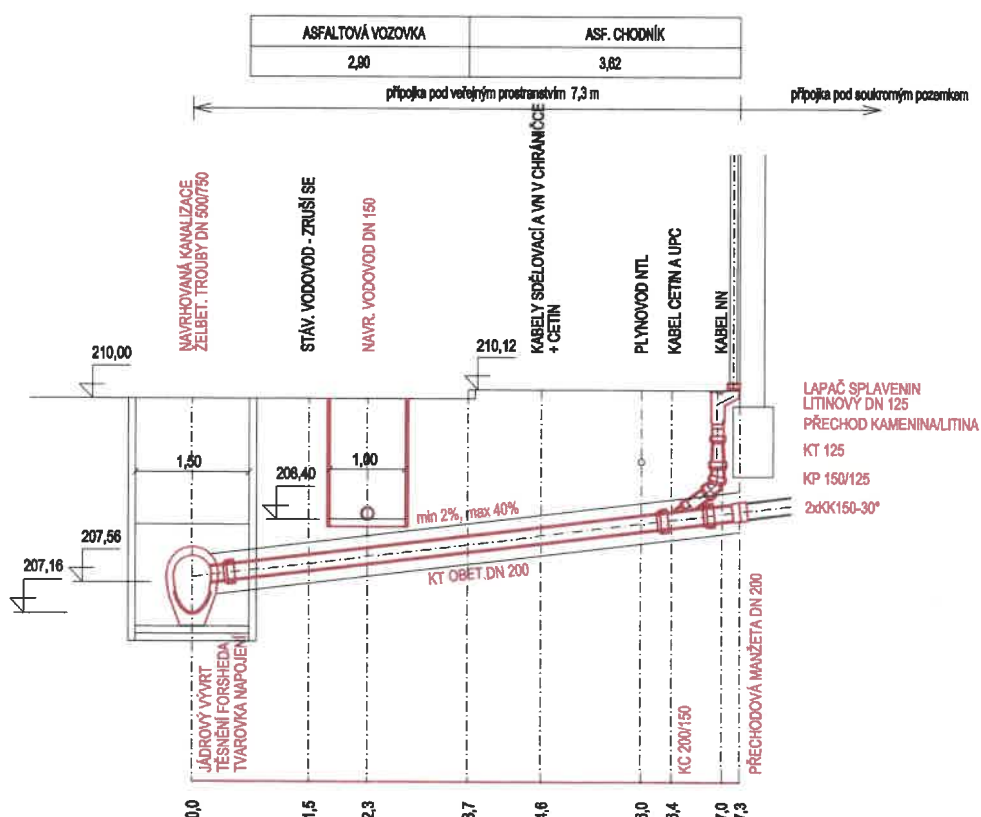 ASFALTOVÁ VOZOVKA
ASF. CHODNÍK
2,90
3,62
přípojka pod veřejným prostranstvím 7,3 m
přípojka pod soukromým pozemkem
NAVRHOVANÁ KANALIZACE
ŽELBET. TROUBY DN 500/750
STÁV. VODOVOD - ZRUŠÍ SE
NAVR. VODOVOD DN 150
KABELY SDĚLOVACÍ A VN V CHRÁNIČCE
+ CETIN
PLYNOVOD NTL
KABEL CETIN A UPC
KABEL NN
210,00
210,12
LAPAČ SPLAVENIN
LITINOVÝ DN 125
PŘECHOD KAMENINA/LITINA
KT 125
KP 150/125
2xKK150-30°
1,50
1,00
208,40
min 2%, max 40%
207,56
207,16
KT OBET.DN 200
JÁDROVÝ VÝVRT
TĚSNĚNÍ FORSHEDA
TVAROVKA NAPOJENÍ
KC 200/150
PŘECHODOVÁ MANŽETA DN 200
0,0
1,5
2,3
3,7
4,6
6,0
6,4
7,0
7,3